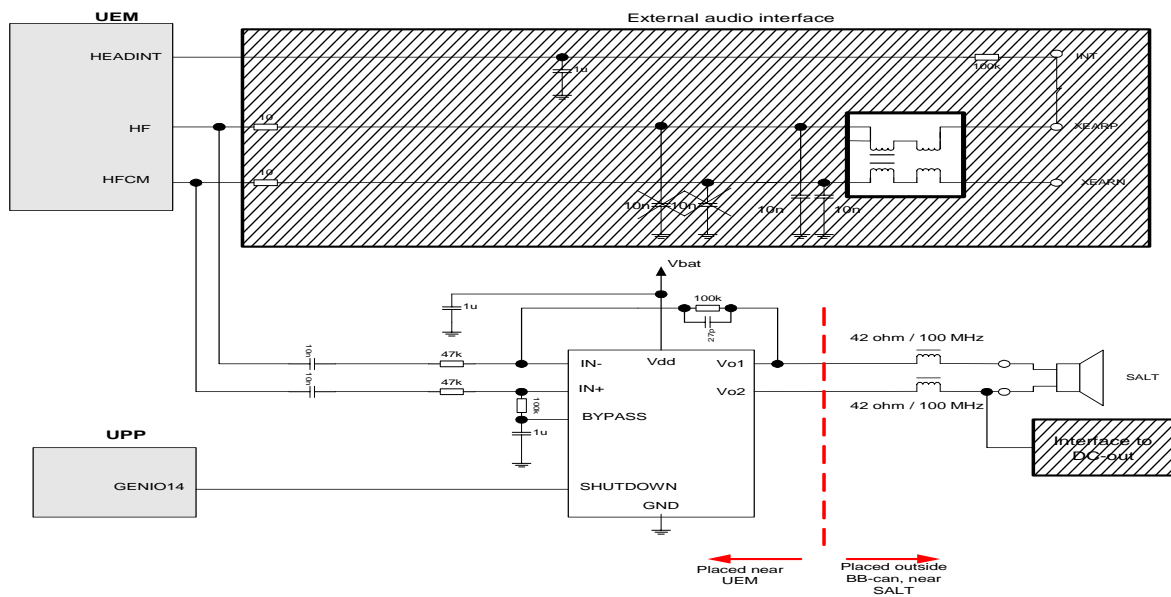 UEM
External audio interface
HEADINT
1u
100k
INT
10
HF
XEARP
10
HFCM
XEARN
10n
10n
10n
10n
Vbat
1u
100k
27p
10n
47k
10n
47k
100k
1u
IN-
Vdd
Vo1
IN+
Vo2
BYPASS
SHUTDOWN
GND
42 ohm / 100 MHz
42 ohm / 100 MHz
SALT
Interface to
DC-out
UPP
GENIO14
Placed near
UEM
Placed outside
BB-can, near
SALT